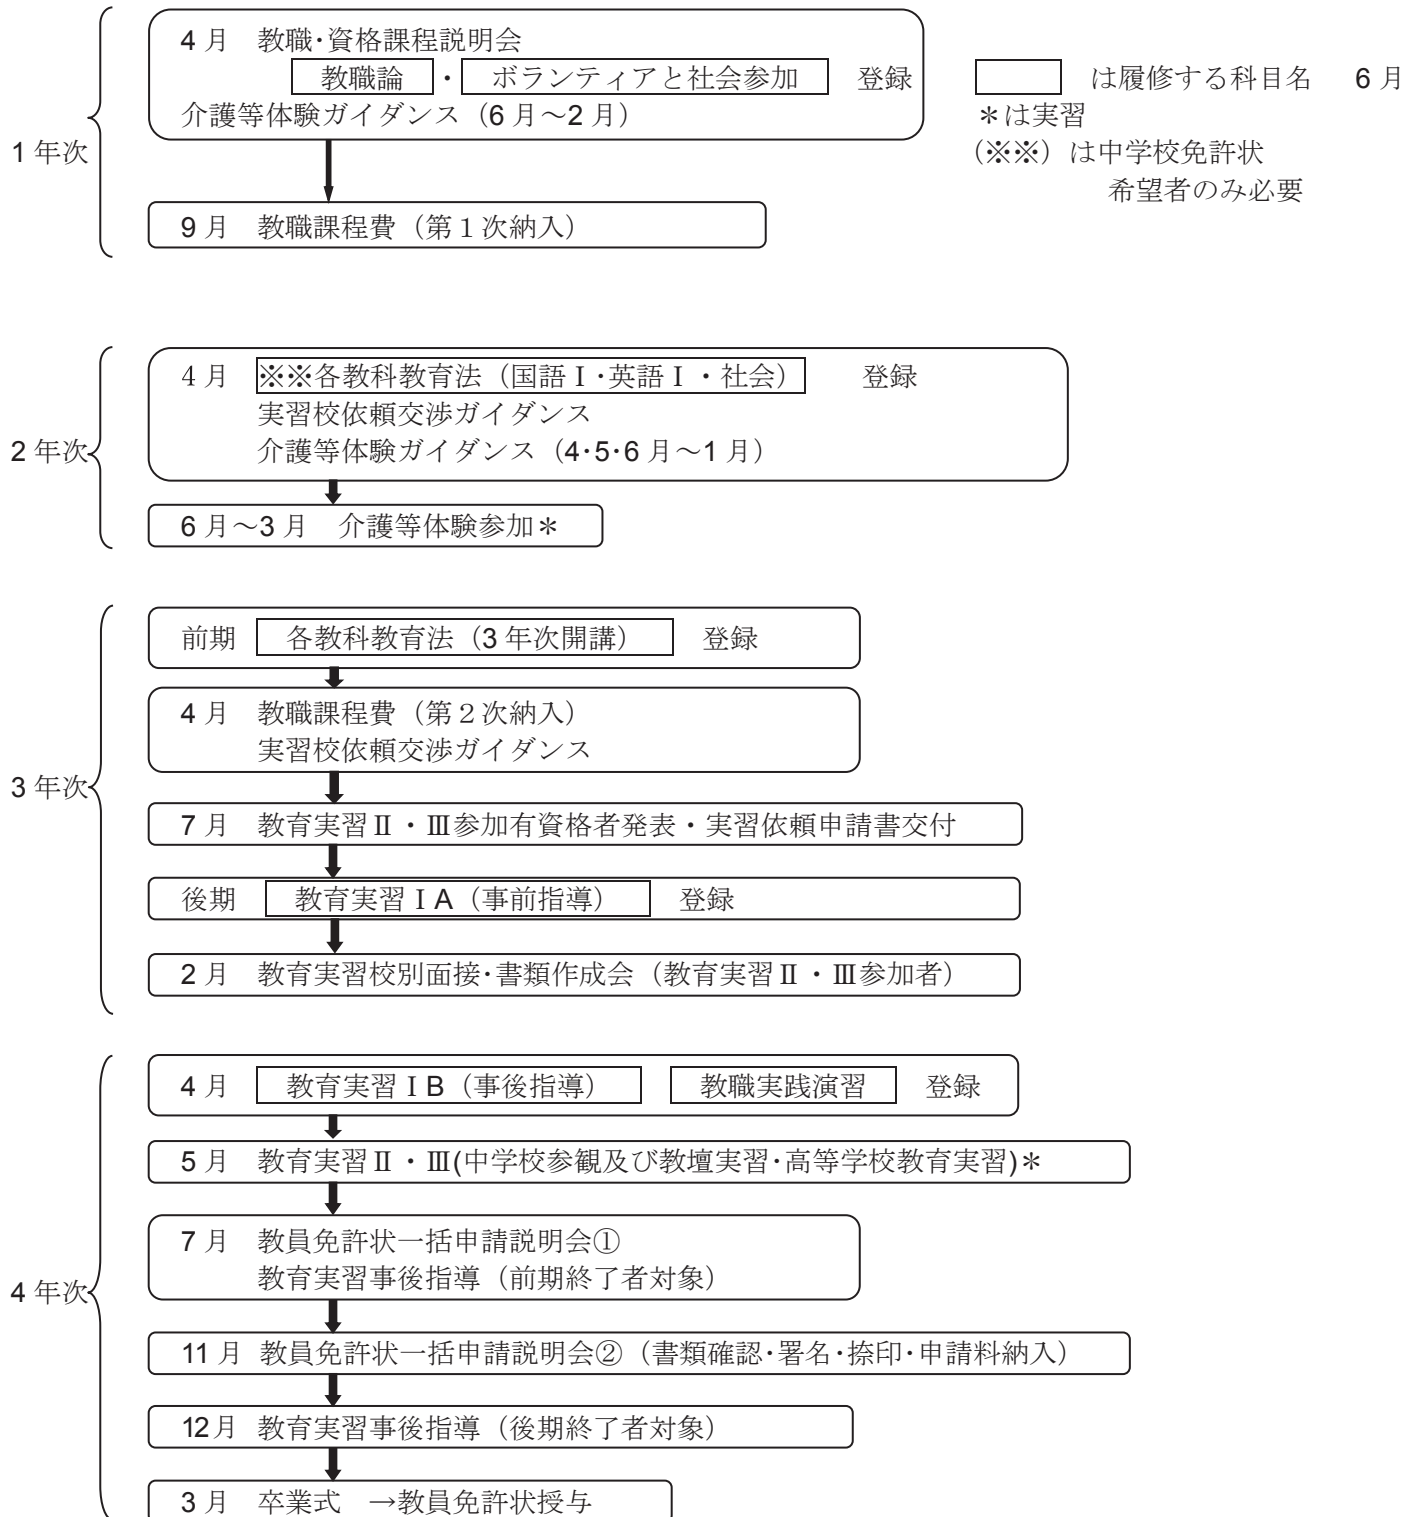 4 月　教職・資格課程説明会
教職論 ・ ボランティアと社会参加　登録
介護等体験ガイダンス（6 月～2 月）
は履修する科目名　6 月
＊は実習
（※※）は中学校免許状
希望者のみ必要
1 年次
9 月　教職課程費（第１次納入）
４月　※※各教科教育法（国語Ⅰ・英語Ⅰ・社会）　登録
実習校依頼交渉ガイダンス
介護等体験ガイダンス（4・5・6 月～1 月）
2 年次
6 月～3 月　介護等体験参加＊
前期　各教科教育法（3 年次開講）　登録
4 月　教職課程費（第２次納入）
実習校依頼交渉ガイダンス
3 年次
7 月　教育実習Ⅱ・Ⅲ参加有資格者発表・実習依頼申請書交付
後期　教育実習ⅠA（事前指導）　登録
2 月　教育実習校別面接・書類作成会（教育実習Ⅱ・Ⅲ参加者）
4 月　教育実習ⅠB（事後指導）　教職実践演習　登録
5 月　教育実習Ⅱ・Ⅲ(中学校参観及び教壇実習・高等学校教育実習)＊
7 月　教員免許状一括申請説明会①
教育実習事後指導（前期終了者対象）
4 年次
11 月　教員免許状一括申請説明会②（書類確認・署名・捺印・申請料納入）
12 月　教育実習事後指導（後期終了者対象）
3 月　卒業式　→教員免許状授与